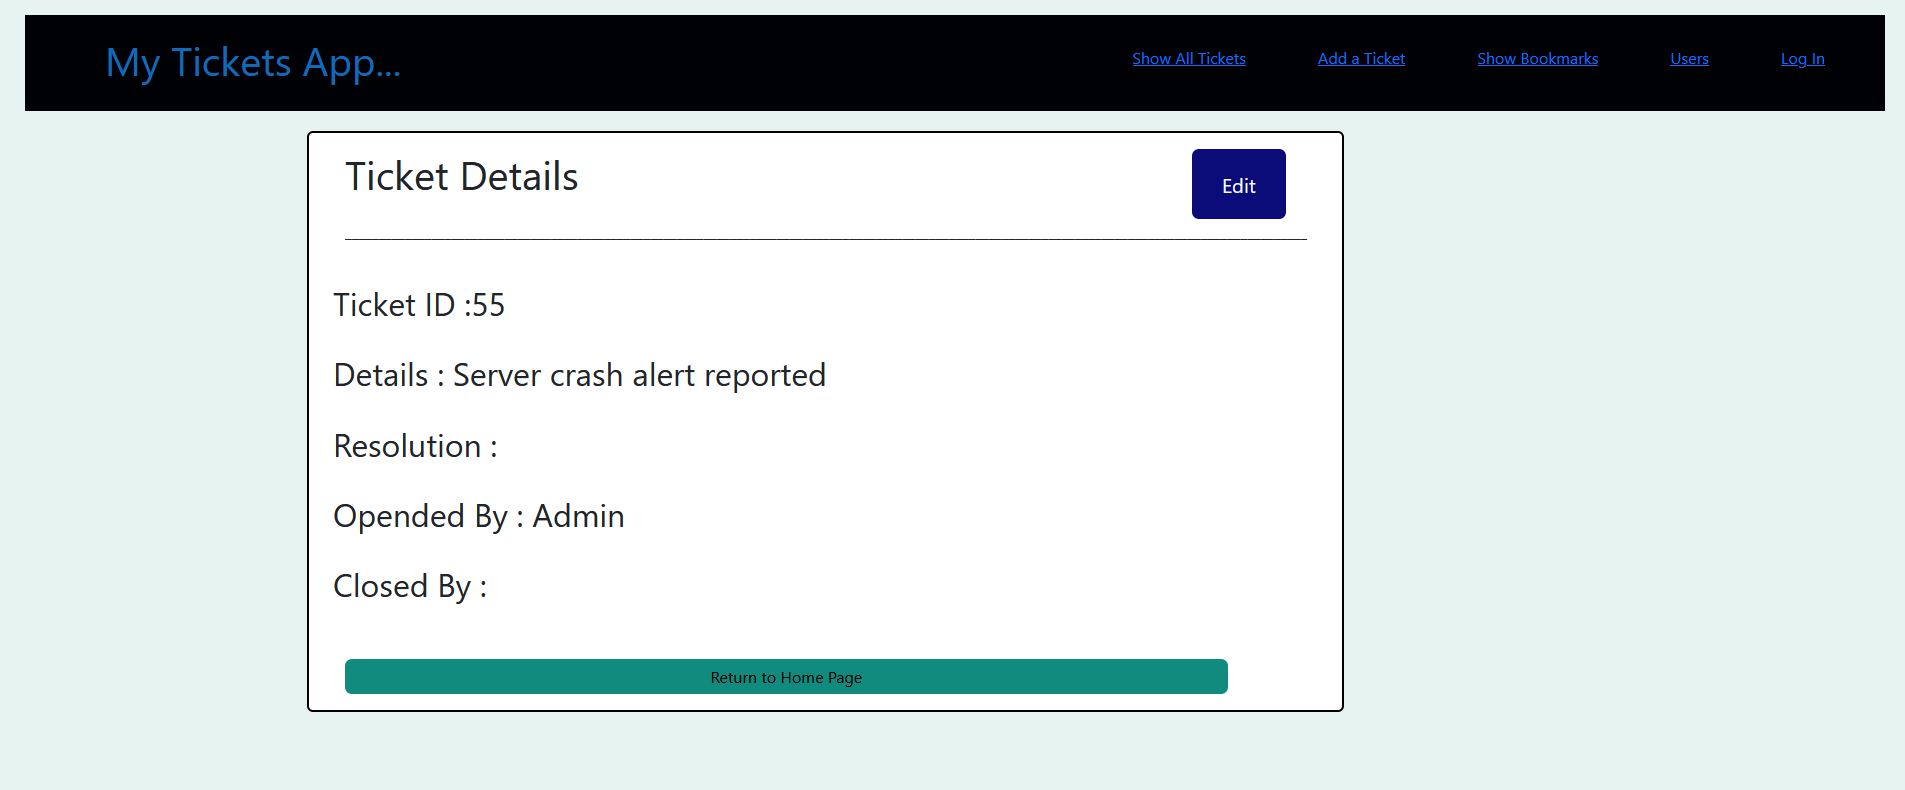 My Tickets App...
Show All Tickets
Add a Ticket
Show Bookmarks
Users
Log In
Ticket Details
Edit
Ticket ID :55
Details : Server crash alert reported
Resolution :
Opended By : Admin
Closed By :
Return to Home Page